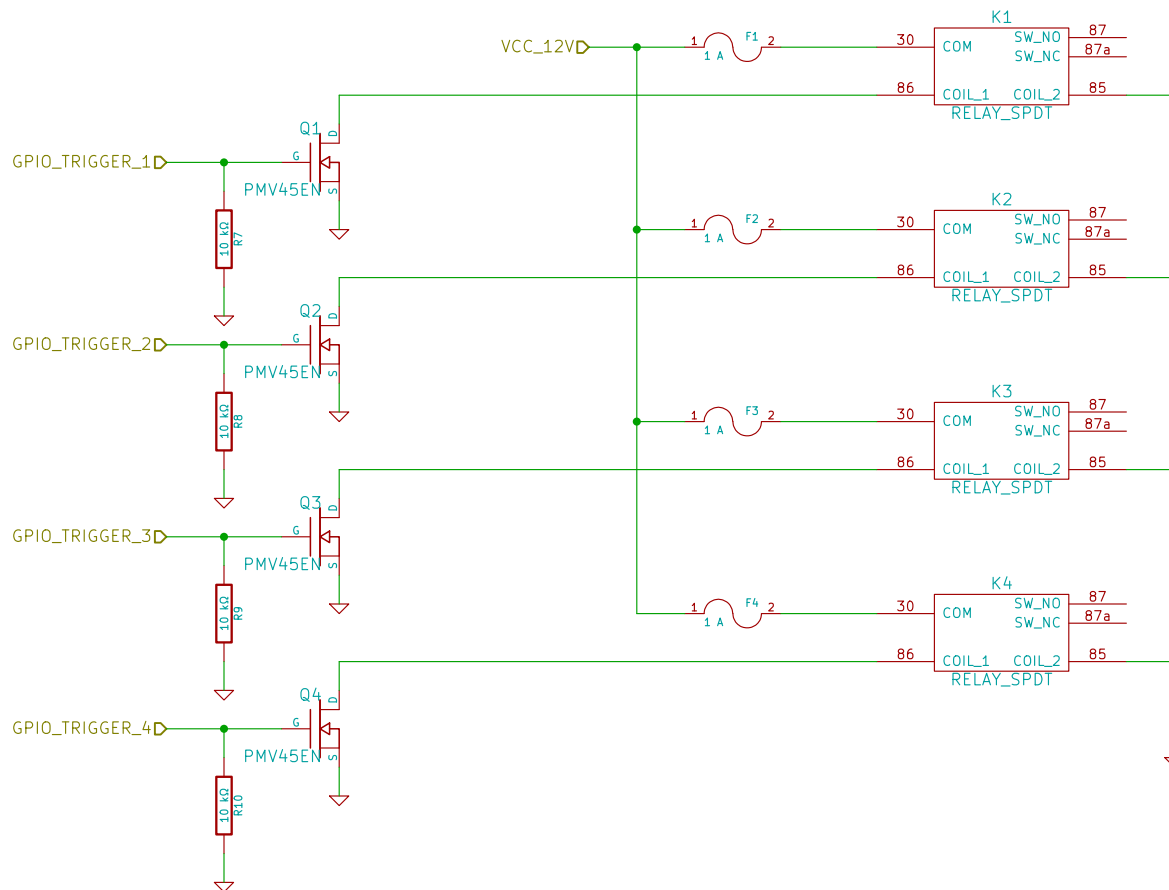 K1
VCC_12V
1
F1
2
1 A
30
COM
SW_NO
87
SW_NC
87a
86
COIL_1
COIL_2
85
RELAY_SPDT
Q1
D
GPIO_TRIGGER_1
G
PMV45EN
S
10 kΩ
R7
K2
1
F2
2
1 A
30
COM
SW_NO
87
SW_NC
87a
86
COIL_1
COIL_2
85
RELAY_SPDT
Q2
D
GPIO_TRIGGER_2
G
PMV45EN
S
10 kΩ
R8
K3
1
F3
2
1 A
30
COM
SW_NO
87
SW_NC
87a
86
COIL_1
COIL_2
85
RELAY_SPDT
Q3
D
GPIO_TRIGGER_3
G
PMV45EN
S
10 kΩ
R9
K4
1
F4
2
1 A
30
COM
SW_NO
87
SW_NC
87a
86
COIL_1
COIL_2
85
RELAY_SPDT
Q4
D
GPIO_TRIGGER_4
G
PMV45EN
S
10 kΩ
R10